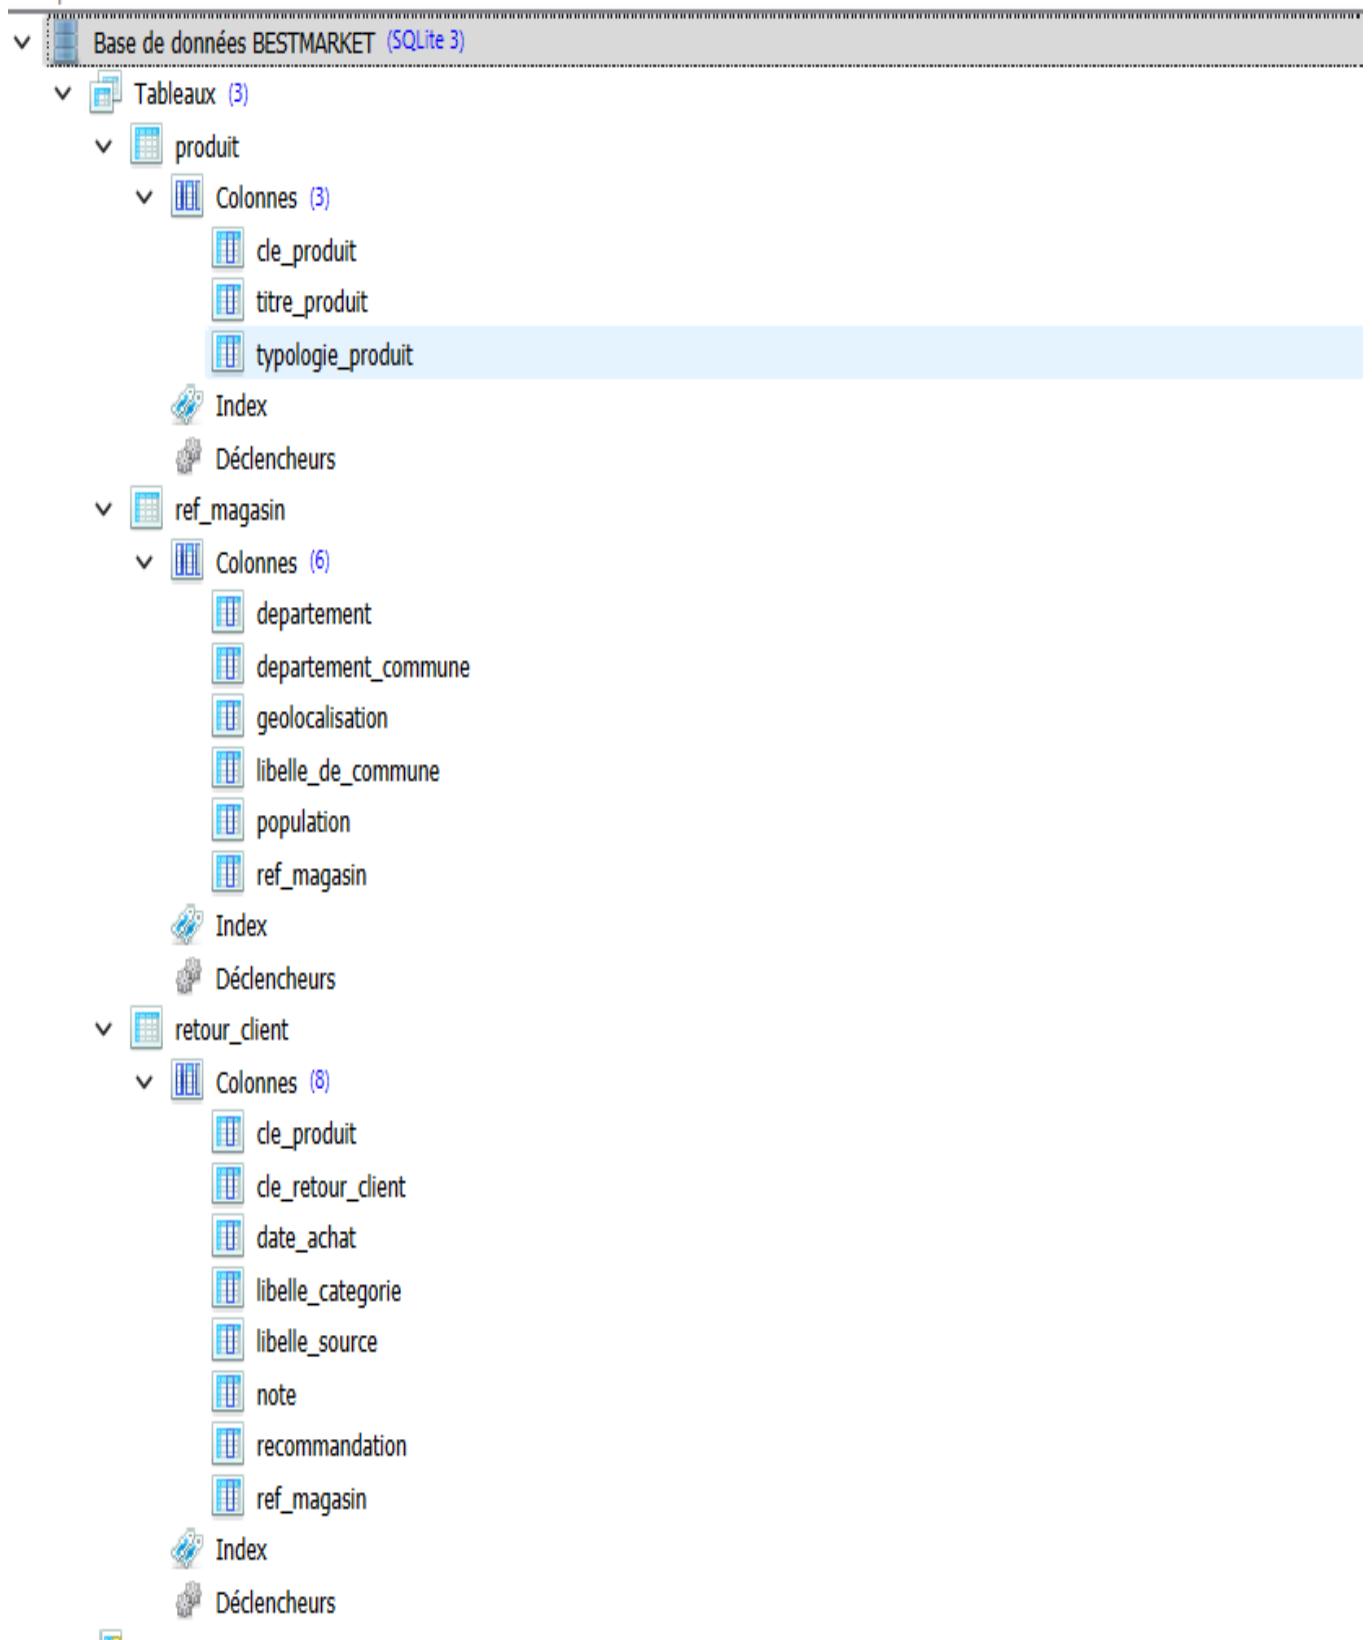 Base de données BESTMARKET (SQLite 3)
Tableaux (3)
produit
Colonnes (3)
cle_produit
titre_produit
typologie_produit
Index
Déclencheurs
ref_magasin
Colonnes (6)
departement
departement_commune
geolocalisation
libelle_de_commune
population
ref_magasin
Index
Déclencheurs
retour_client
Colonnes (8)
cle_produit
cle_retour_client
date_achat
libelle_categorie
libelle_source
note
recommandation
ref_magasin
Index
Déclencheurs